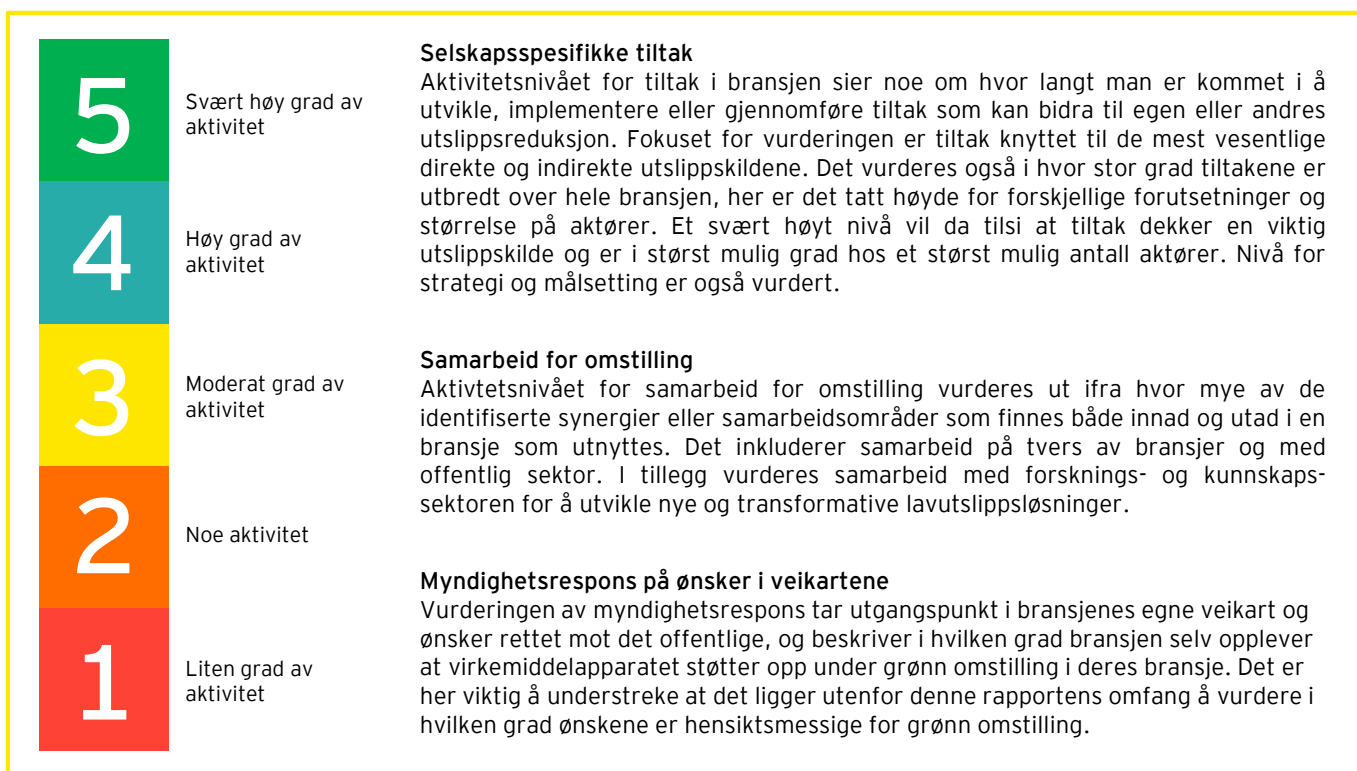 5
Svært høy grad av
aktivitet
4
Høy grad av
aktivitet
3
Moderat grad av
aktivitet
2
Noe aktivitet
1
Liten grad av
aktivitet
Selskapsspesifikke tiltak
Aktivitetsnivået for tiltak i bransjen sier noe om hvor langt man er kommet i å
utvikle, implementere eller gjennomføre tiltak som kan bidra til egen eller andres
utslippsreduksjon. Fokuset for vurderingen er tiltak knyttet til de mest vesentlige
direkte og indirekte utslippskildene. Det vurderes også i hvor stor grad tiltakene er
utbredt over hele bransjen, her er det tatt høyde for forskjellige forutsetninger og
størrelse på aktører. Et svært høyt nivå vil da tilsi at tiltak dekker en viktig
utslippskilde og er i størst mulig grad hos et størst mulig antall aktører. Nivå for
strategi og målsetting er også vurdert.
Samarbeid for omstilling
Aktivtetsnivået for samarbeid for omstilling vurderes ut ifra hvor mye av de
identifiserte synergier eller samarbeidsområder som finnes både innad og utad i en
bransje som utnyttes. Det inkluderer samarbeid på tvers av bransjer og med
offentlig sektor. I tillegg vurderes samarbeid med forsknings- og kunnskaps-
sektoren for å utvikle nye og transformative lavutslippsløsninger.
Myndighetsrespons på ønsker i veikartene
Vurderingen av myndighetsrespons tar utgangspunkt i bransjenes egne veikart og
ønsker rettet mot det offentlige, og beskriver i hvilken grad bransjen selv opplever
at virkemiddelapparatet støtter opp under grønn omstilling i deres bransje. Det er
her viktig å understreke at det ligger utenfor denne rapportens omfang å vurdere i
hvilken grad ønskene er hensiktsmessige for grønn omstilling.